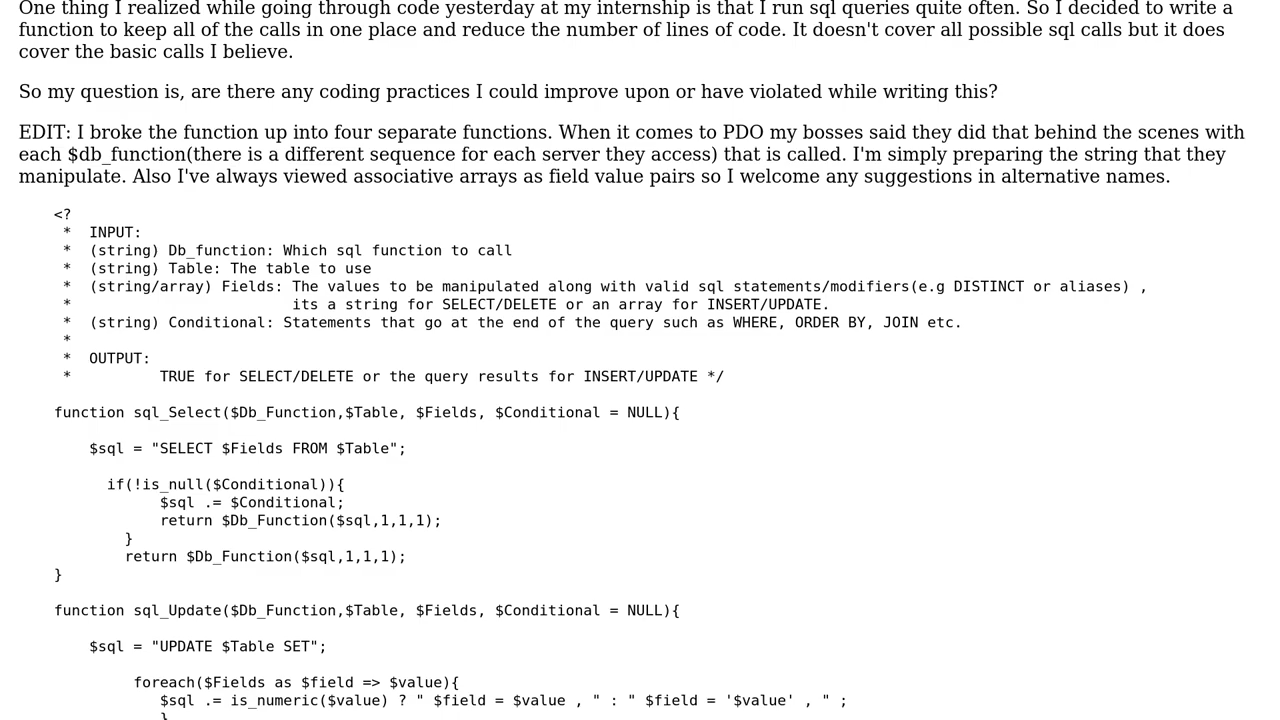 One thing I realized while going through code yesterday at my internship is that I run sql queries quite often. So I decided to write a
function to keep all of the calls in one place and reduce the number of lines of code. It doesn't cover all possible sql calls but it does
cover the basic calls I believe.
So my question is, are there any coding practices I could improve upon or have violated while writing this?
EDIT: I broke the function up into four separate functions. When it comes to PDO my bosses said they did that behind the scenes with
each $db_function(there is a different sequence for each server they access) that is called. I'm simply preparing the string that they
manipulate. Also I've always viewed associative arrays as field value pairs so I welcome any suggestions in alternative names.
<?
*  INPUT:
*  (string) Db_function: Which sql function to call
*  (string) Table: The table to use
*  (string/array) Fields: The values to be manipulated along with valid sql statements/modifiers(e.g DISTINCT or aliases) ,
*                         its a string for SELECT/DELETE or an array for INSERT/UPDATE.
*  (string) Conditional: Statements that go at the end of the query such as WHERE, ORDER BY, JOIN etc.
*
*  OUTPUT:
*          TRUE for SELECT/DELETE or the query results for INSERT/UPDATE */
function sql_Select($Db_Function,$Table, $Fields, $Conditional = NULL){
$sql = "SELECT $Fields FROM $Table";
if(!is_null($Conditional)){
$sql .= $Conditional;
return $Db_Function($sql,1,1,1);
}
return $Db_Function($sql,1,1,1);
}
function sql_Update($Db_Function,$Table, $Fields, $Conditional = NULL){
$sql = "UPDATE $Table SET";
foreach($Fields as $field => $value){
$sql .= is_numeric($value) ? " $field = $value , " : " $field = '$value' , " ;
}